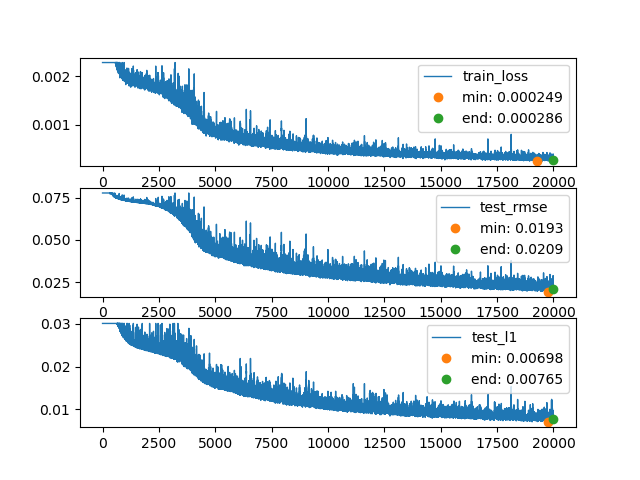 0.002
0.001
train_loss
min: 0.000249
end: 0.000286
0 2500 5000 7500 10000 12500 15000 17500 20000
0.075
0.050
0.025
test_rmse
min: 0.0193
end: 0.0209
0 2500 5000 7500 10000 12500 15000 17500 20000
0.03
0.02
0.01
test_l1
min: 0.00698
end: 0.00765
0 2500 5000 7500 10000 12500 15000 17500 20000